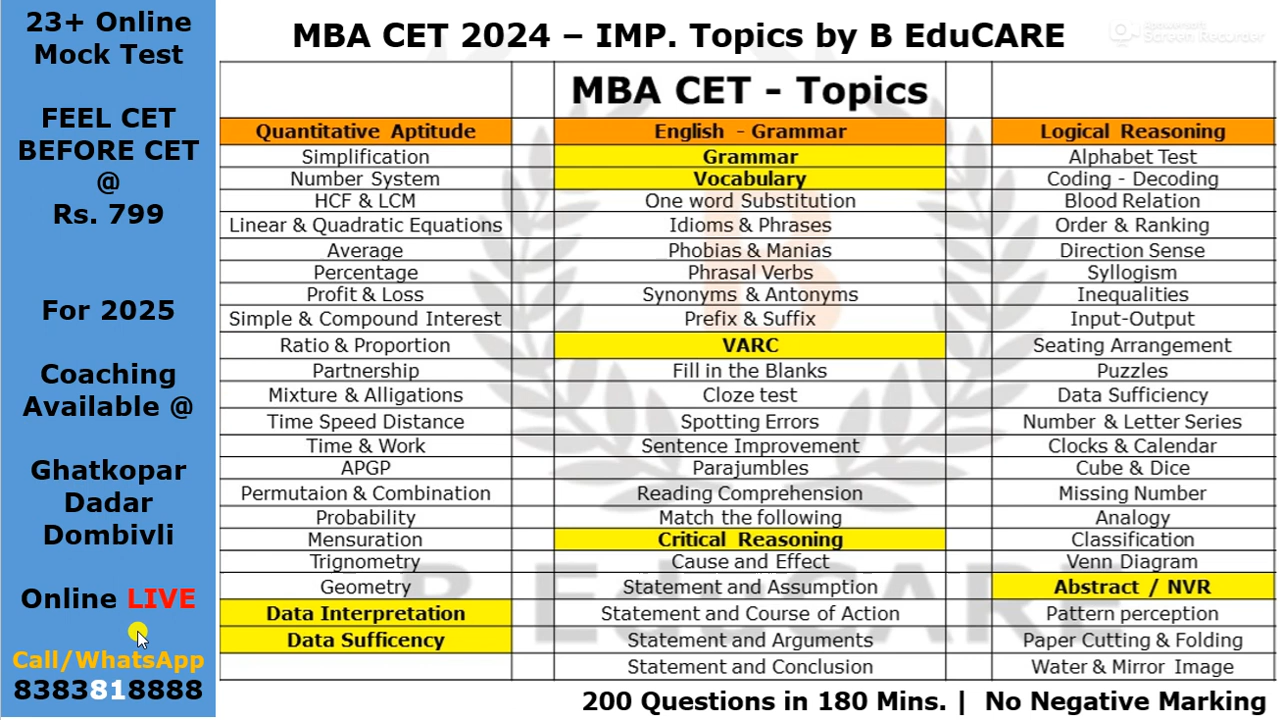 23+ Online
Mock Test
FEEL CET
BEFORE CET
@
Rs. 799
For 2025
Coaching
Available @
Ghatkopar
Dadar
Dombivli
Online LIVE
Call/WhatsApp
8383818888
MBA CET 2024 – IMP. Topics by B EduCARE
Apowersoft
Screen Recorder
MBA CET - Topics
Quantitative Aptitude English - Grammar Logical Reasoning
Simplification Grammar Alphabet Test
Number System Vocabulary Coding - Decoding
HCF & LCM One word Substitution Blood Relation
Linear & Quadratic Equations Idioms & Phrases Order & Ranking
Average Phobias & Manias Direction Sense
Percentage Phrasal Verbs Syllogism
Profit & Loss Synonyms & Antonyms Inequalities
Simple & Compound Interest Prefix & Suffix Input-Output
Ratio & Proportion VARC Seating Arrangement
Partnership Fill in the Blanks Puzzles
Mixture & Alligations Cloze test Data Sufficiency
Time Speed Distance Spotting Errors Number & Letter Series
Time & Work Sentence Improvement Clocks & Calendar
APGP Parajumbles Cube & Dice
Permutaion & Combination Reading Comprehension Missing Number
Probability Match the following Analogy
Mensuration Critical Reasoning Classification
Trignometry Cause and Effect Venn Diagram
Geometry Statement and Assumption Abstract / NVR
Data Interpretation Statement and Course of Action Pattern perception
Data Sufficency Statement and Arguments Paper Cutting & Folding
Statement and Conclusion Water & Mirror Image
B EDUCARE
200 Questions in 180 Mins. | No Negative Marking